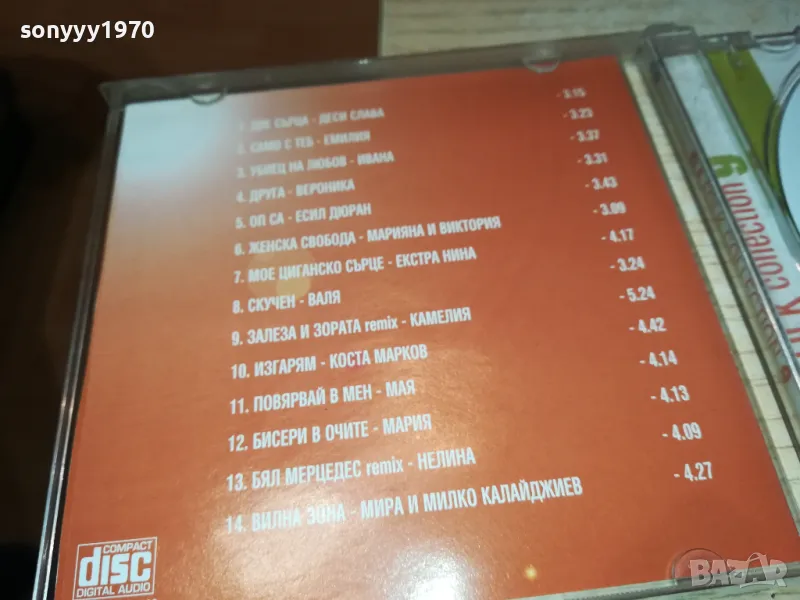 sonyyy1970
1. ДВЕ СЪРЦА - ДЕСИ СЛАВА - 3.15
2. САМО С ТЕБ - ЕМИЛИЯ - 3.23
3. УБИЕЦ НА ЛЮБОВ - ИВАНА - 3.37
4. ДРУГА - ВЕРОНИКА - 3.31
5. ОП СА - ЕСИЛ ДЮРАН - 3.43
6. ЖЕНСКА СВОБОДА - МАРИЯНА И ВИКТОРИЯ - 3.09
7. МОЕ ЦИГАНСКО СЪРЦЕ - ЕКСТРА НИНА - 4.17
8. СКУЧЕН - ВАЛЯ - 3.24
9. ЗАЛЕЗА И ЗОРАТА remix - КАМЕЛИЯ - 5.24
10. ИЗГАРЯМ - КОСТА МАРКОВ - 4.42
11. ПОВЯРВАЙ В МЕН - МАЯ - 4.14
12. БИСЕРИ В ОЧИТЕ - МАРИЯ - 4.13
13. БЯЛ МЕРЦЕДЕС remix - НЕЛИНА - 4.09
14. ВИЛНА ЗОНА - МИРА И МИЛКО КАЛАЙДЖИЕВ - 4.27
COMPACT
disc
DIGITAL AUDIO
collection 6
BAZAR